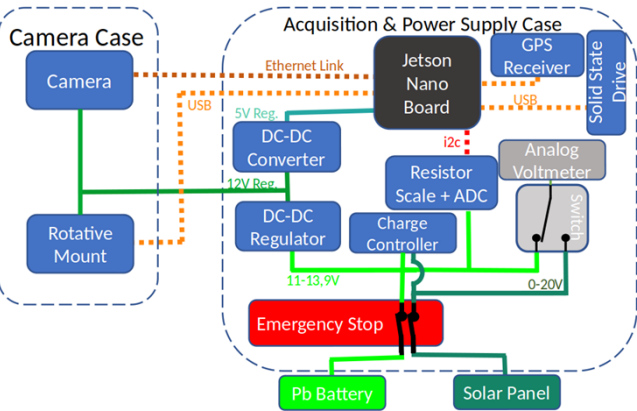 Acquisition & Power Supply Case
Camera Case
Camera
Ethernet Link
Jetson
Nano
Board
GPS
Receiver
Solid State
Drive
USB
USB
5V Reg.
DC-DC
Converter
i2c
Analog
Voltmeter
Resistor
Scale + ADC
12V Reg.
Switch
DC-DC
Regulator
Charge
Controller
Rotative
Mount
11-13,9V
0-20V
Emergency Stop
Pb Battery
Solar Panel